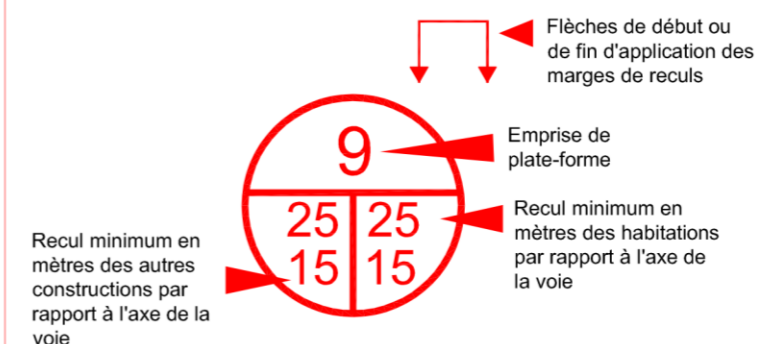 Flèches de début ou
de fin d'application des
marges de reculs
9
Emprise de
plate-forme
25 25
15 15
Recul minimum en
mètres des habitations
par rapport à l'axe de
la voie
Recul minimum en
mètres des autres
constructions par
rapport à l'axe de la
voie